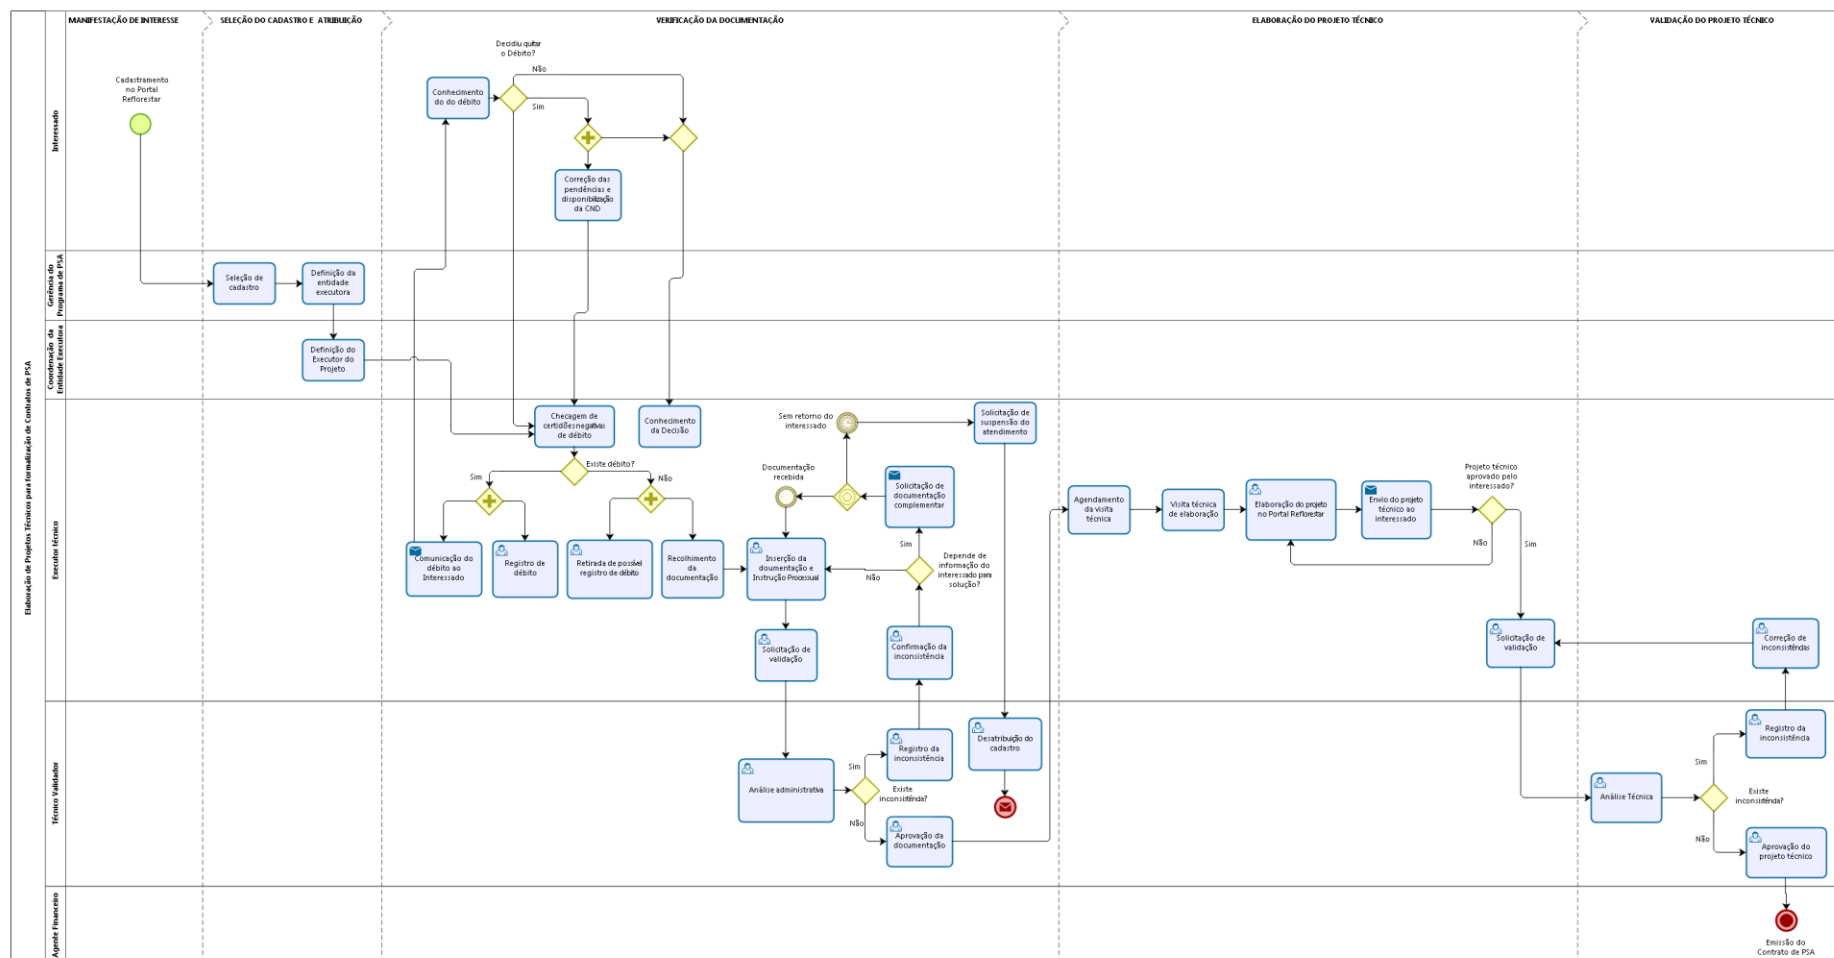 MANIFESTAÇÃO DE INTERESSE
SELEÇÃO DO CADASTRO E ATRIBUIÇÃO
VERIFICAÇÃO DA DOCUMENTAÇÃO
ELABORAÇÃO DO PROJETO TÉCNICO
VALIDAÇÃO DO PROJETO TÉCNICO
Elaboração de Projetos Técnicos para formalização de Contratos de PSA
Interessado
Cadastramento
no Portal
Reflorestar
Conhecimento
do do débito
Decidiu quitar
o Débito?
Não
Sim
Correção das
pendências e
disponibilização
da CND
Gerência do
Programa de PSA
Seleção de
cadastro
Definição da
entidade
executora
Coordenação da
Entidade Executora
Definição do
Executor do
Projeto
Executor técnico
Checagem de
certidões negativas
de débito
Conhecimento
da Decisão
Existe débito?
Sim
Não
Comunicação do
débito ao
Interessado
Registro de
débito
Retirada de possível
registro de débito
Recolhimento
da documentação
Sem retorno do
interessado
Documentação
recebida
Solicitação de
documentação
complementar
Solicitação de
suspensão do
atendimento
Inserção da
documentação e
Instrução Processual
Sim
Não
Depende de
informação do
interessado para
solução?
Solicitação de
validação
Confirmação da
inconsistência
Agendamento
da visita
técnica
Visita técnica
de elaboração
Elaboração do projeto
no Portal Reflorestar
Envio do projeto
técnico ao
interessado
Projeto técnico
aprovado pelo
interessado?
Não
Sim
Solicitação de
validação
Correção de
inconsistências
Técnico Validador
Análise administrativa
Sim
Existe
inconsistência?
Não
Registro da
inconsistência
Aprovação da
documentação
Desatribuição do
cadastro
Análise Técnica
Sim
Existe
inconsistênda?
Não
Registro da
inconsistência
Aprovação do
projeto técnico
Agente Financeiro
Emissão do
Contrato de PSA